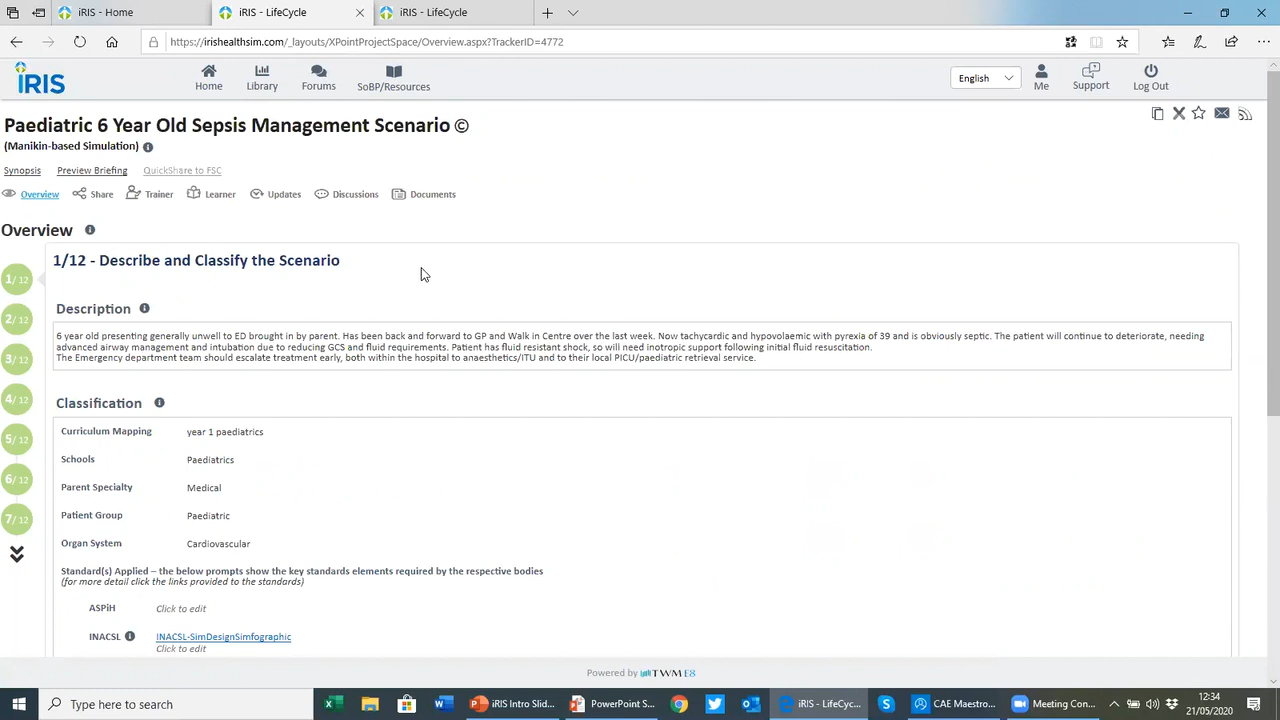 iRIS - Home
iRIS - LifeCycle
iRIS - LifeCycle
https://irishealthsim.com/_layouts/XPointProjectSpace/Overview.aspx?TrackerID=4772
iRIS
Home
Library
Forums
SoBP/Resources
English
Me
Support
Log Out
Paediatric 6 Year Old Sepsis Management Scenario ©
(Manikin-based Simulation)
Synopsis
Preview Briefing
QuickShare to FSC
Overview
Share
Trainer
Learner
Updates
Discussions
Documents
Overview
1/12 - Describe and Classify the Scenario
1/ 12
2/ 12
3/ 12
4/ 12
5/ 12
6/ 12
7/ 12
Description
6 year old presenting generally unwell to ED brought in by parent. Has been back and forward to GP and Walk in Centre over the last week. Now tachycardic and hypovolaemic with pyrexia of 39 and is obviously septic. The patient will continue to deteriorate, needing
advanced airway management and intubation due to reducing GCS and fluid requirements. Patient has fluid resistant shock, so will need inotropic support following initial fluid resuscitation.
The Emergency department team should escalate treatment early, both within the hospital to anaesthetics/ITU and to their local PICU/paediatric retrieval service.
Classification
Curriculum Mapping year 1 paediatrics
Schools Paediatrics
Parent Specialty Medical
Patient Group Paediatric
Organ System Cardiovascular
Standard(s) Applied – the below prompts show the key standards elements required by the respective bodies
(for more detail click the links provided to the standards)
ASPiH Click to edit
INACSL INACSL-SimDesignSimfographic
Click to edit
Powered by TWM E8
Type here to search
iRIS Intro Slid...
PowerPoint S...
iRIS - LifeCyc...
CAE Maestro...
Meeting Con...
12:34
21/05/2020